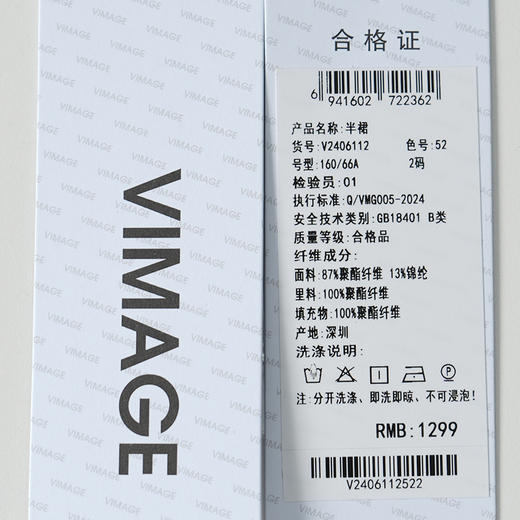 VIMAGE
合格证
6 941602 722362
产品名称:半裙
货号:V2406112 色号:52
号型:160/66A 2码
检验员:01
执行标准:Q/VMG005-2024
安全技术类别:GB18401 B类
质量等级:合格品
纤维成分:
面料:87%聚酯纤维 13%锦纶
里料:100%聚酯纤维
填充物:100%聚酯纤维
产地:深圳
洗涤说明:
注:分开洗涤、即洗即晾、不可浸泡!
RMB:1299
V2406112522